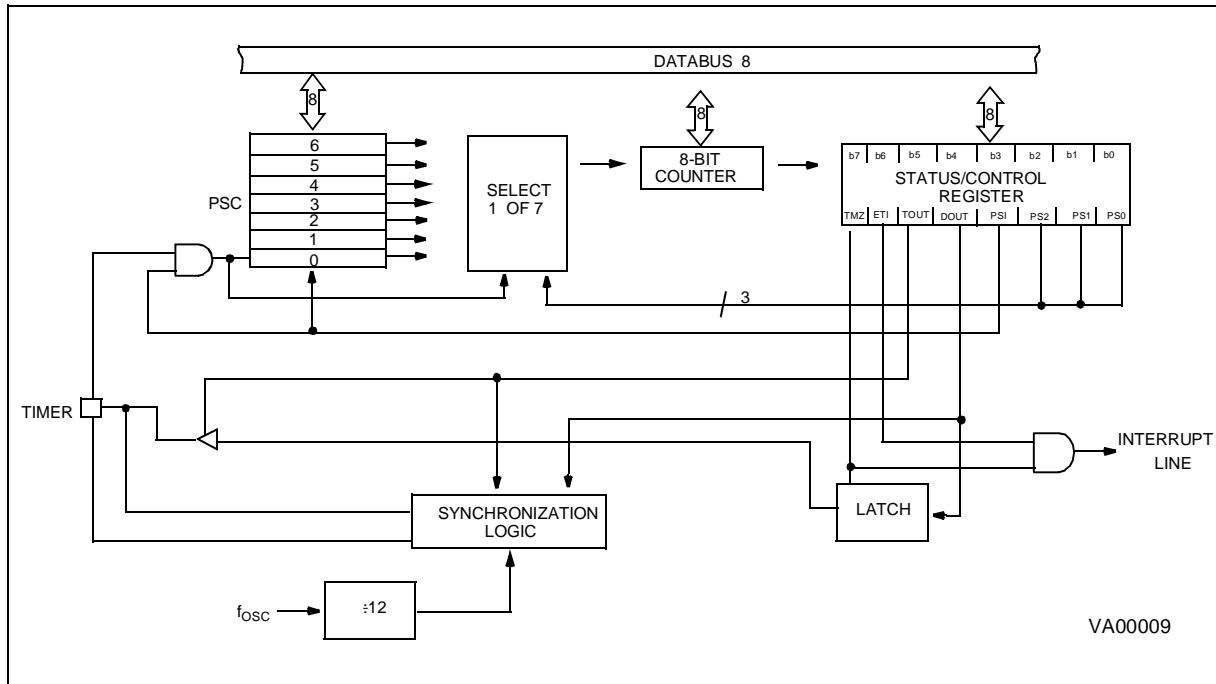 DATABUS 8
8
8
8
6
5
4
3
2
1
0
PSC
SELECT
1 OF 7
8-BIT
COUNTER
b7 b6 b5 b4 b3 b2 b1 b0
STATUS/CONTROL
REGISTER
TMZ ETI TOUT DOUT PSI PS2 PS1 PS0
3
TIMER
INTERRUPT
LINE
SYNCHRONIZATION
LOGIC
LATCH
fOSC
÷12
VA00009